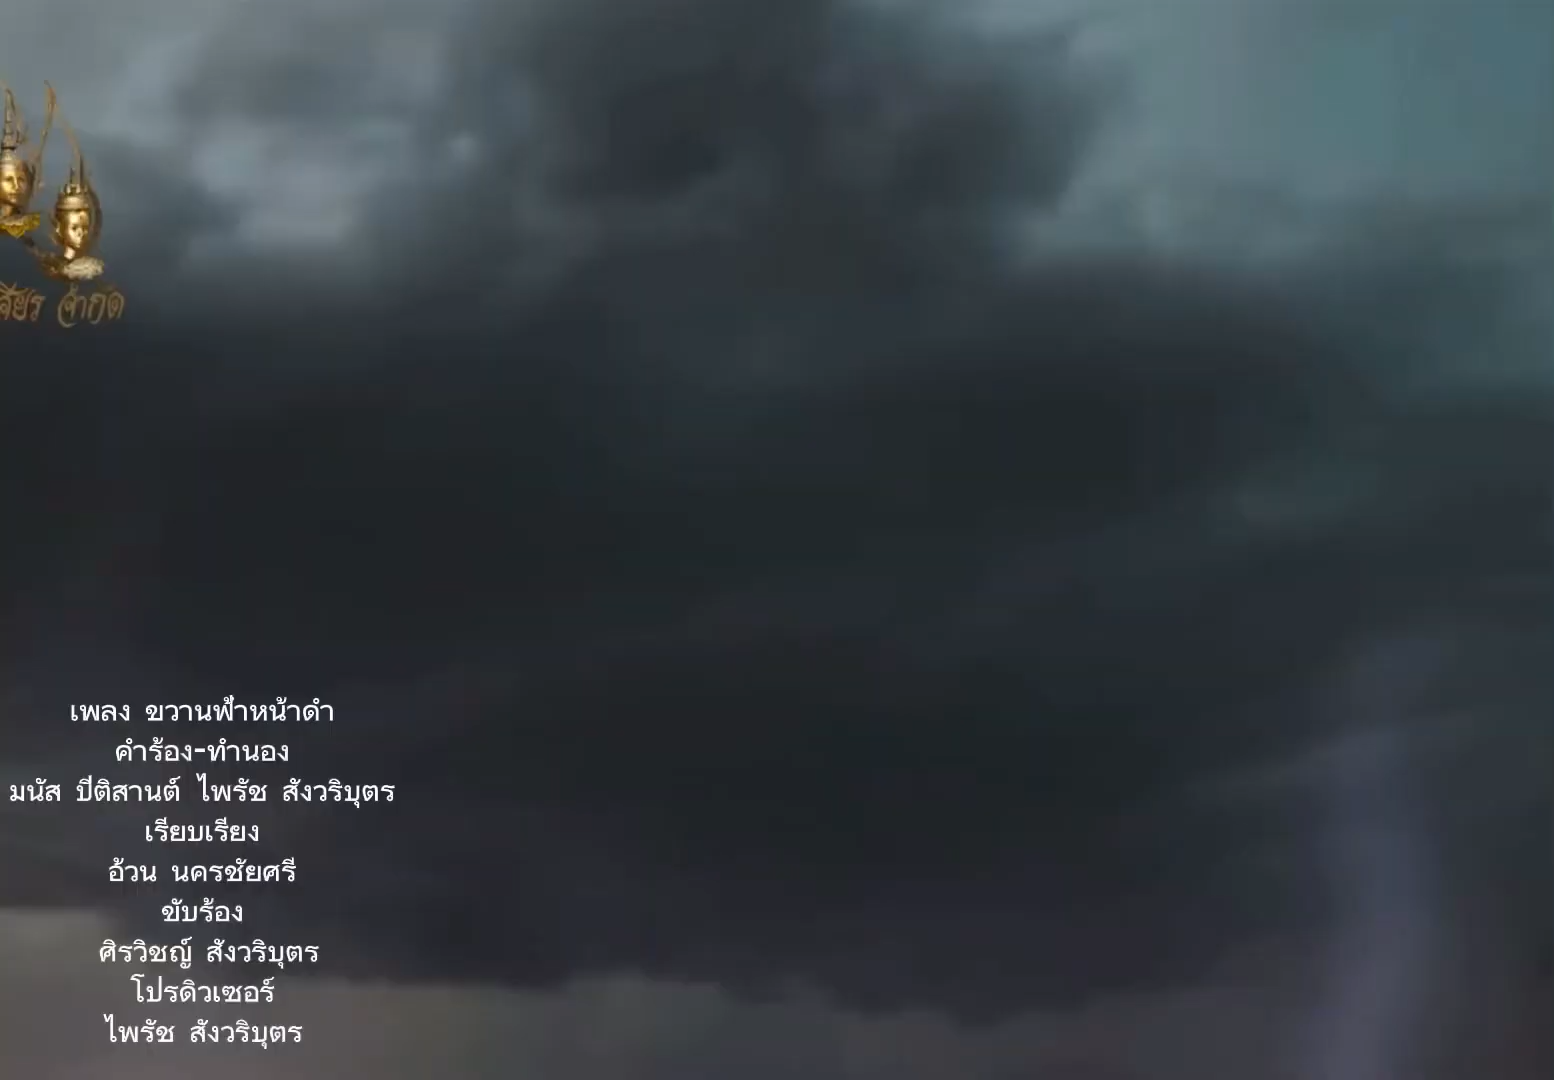 เพลง ขวานฟ้าหน้าดำ
คำร้อง-ทำนอง
มนัส ปีติสานต์ ไพรัช สังวริบุตร
เรียบเรียง
อ้วน นครชัยศรี
ขับร้อง
ศิรวิชญ์ สังวริบุตร
โปรดิวเซอร์
ไพรัช สังวริบุตร
จำกัด